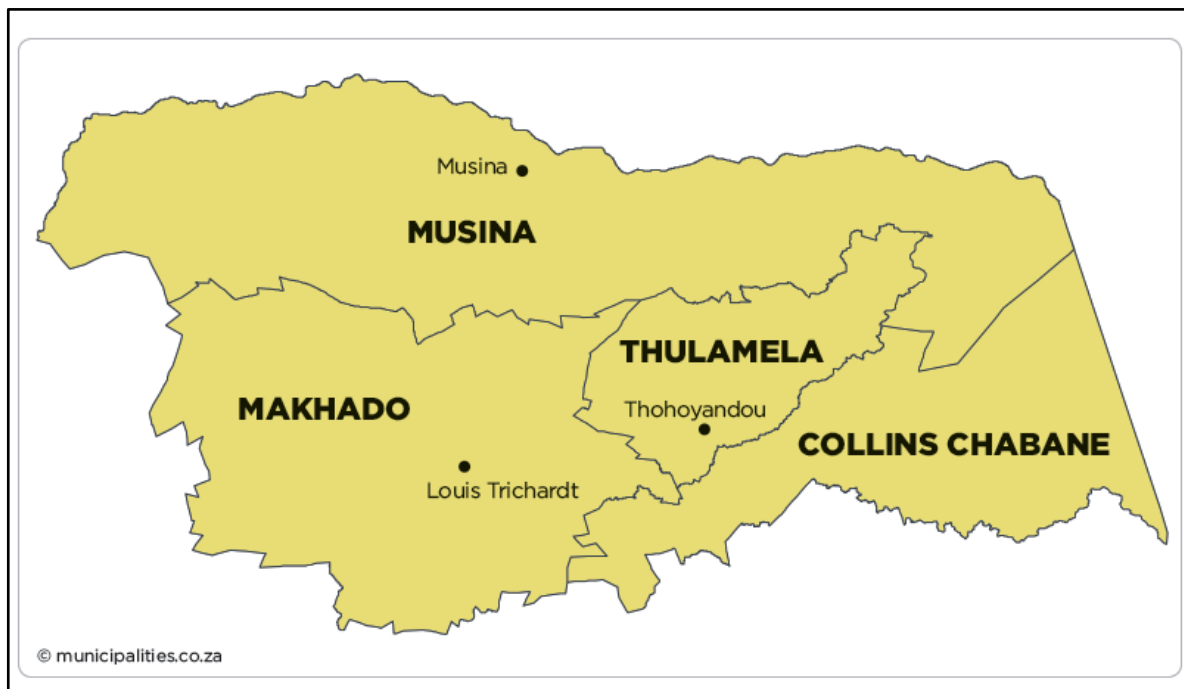 Musina
MUSINA
THULAMELA
MAKHADO
Thohoyandou
COLLINS CHABANE
Louis Trichardt
© municipalities.co.za